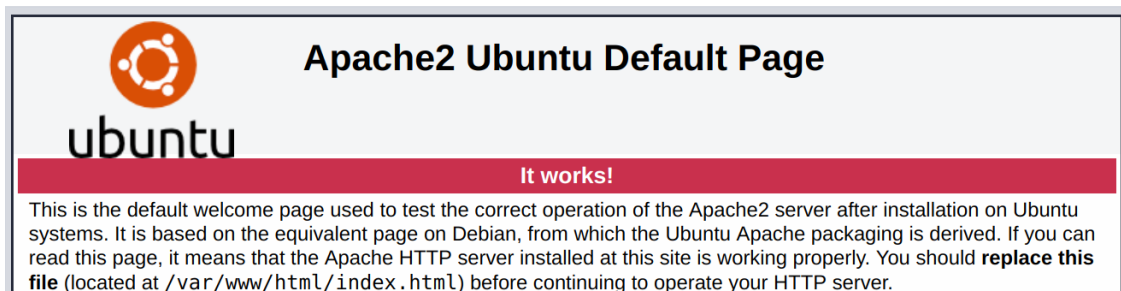 Apache2 Ubuntu Default Page
ubuntu
It works!
This is the default welcome page used to test the correct operation of the Apache2 server after installation on Ubuntu
systems. It is based on the equivalent page on Debian, from which the Ubuntu Apache packaging is derived. If you can
read this page, it means that the Apache HTTP server installed at this site is working properly. You should replace this
file (located at /var/www/html/index.html) before continuing to operate your HTTP server.